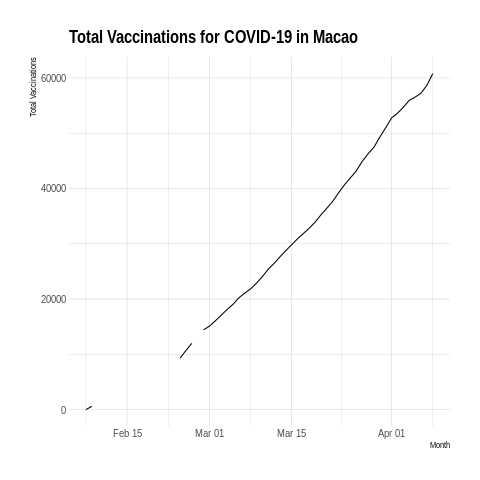 Total Vaccinations for COVID-19 in Macao
Total Vaccinations
60000
40000
20000
0
Feb 15
Mar 01
Mar 15
Apr 01
Month